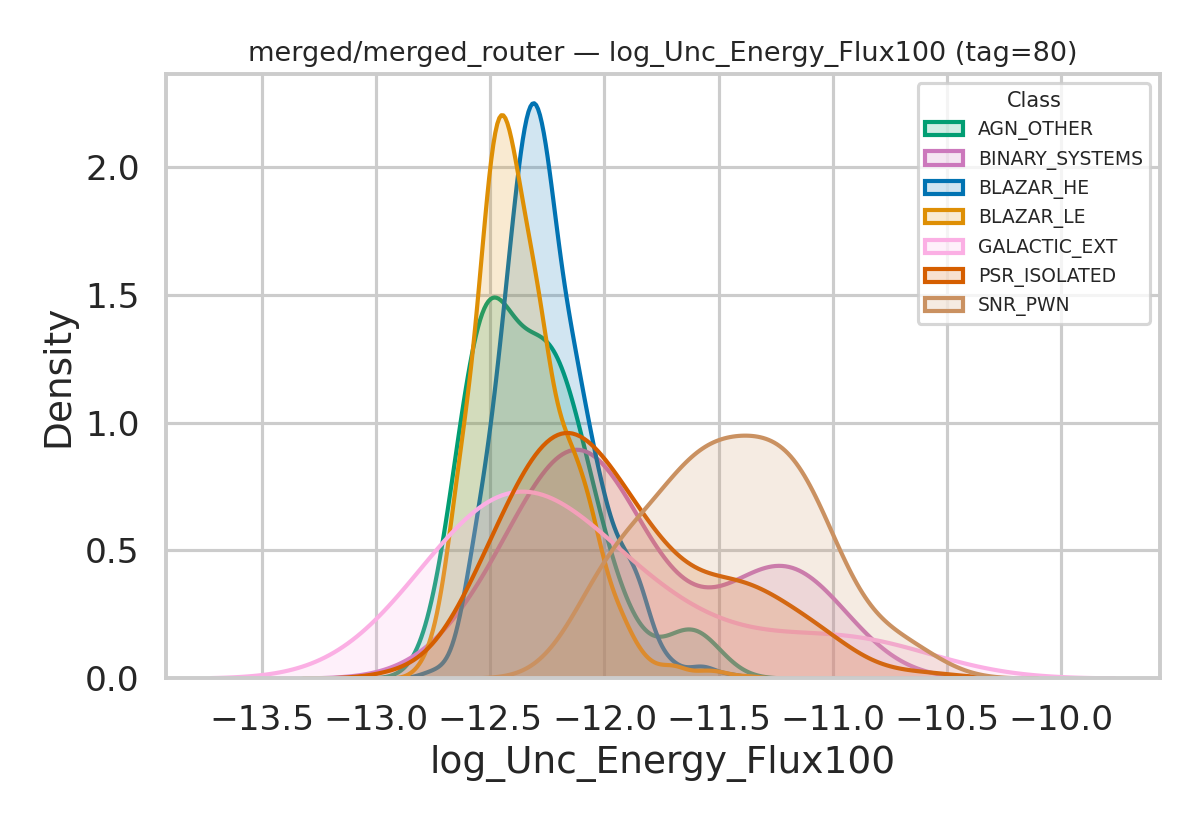 merged/merged_router — log_Unc_Energy_Flux100 (tag=80)
Class
AGN_OTHER
BINARY_SYSTEMS
BLAZAR_HE
BLAZAR_LE
GALACTIC_EXT
PSR_ISOLATED
SNR_PWN
Density
2.0
1.5
1.0
0.5
0.0
−13.5 −13.0 −12.5 −12.0 −11.5 −11.0 −10.5 −10.0
log_Unc_Energy_Flux100